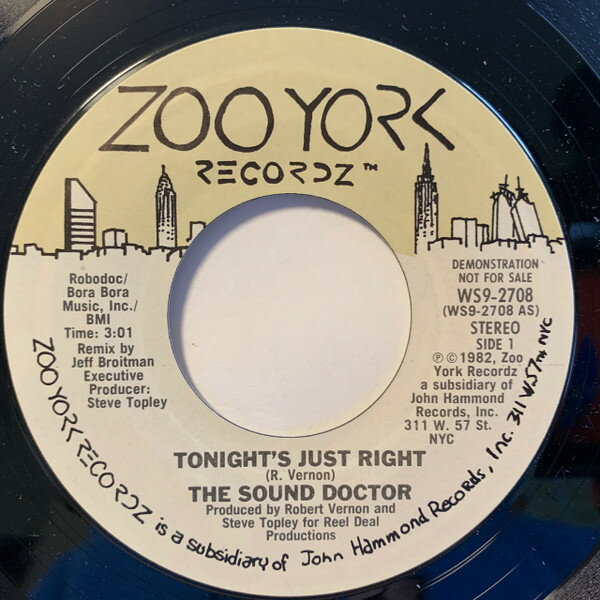 ZOO YORK
RECORDZ™
Robodoc/
Bora Bora
Music, Inc./
BMI
Time: 3:01
Remix by
Jeff Broitman
Executive
Producer:
Steve Topley
DEMONSTRATION
NOT FOR SALE
WS9-2708
(WS9-2708 AS)
STEREO
SIDE 1
℗©1982, Zoo
York Recordz
a subsidiary of
John Hammond
Records, Inc.
311 W. 57 St.
NYC
TONIGHT'S JUST RIGHT
(R. Vernon)
THE SOUND DOCTOR
Produced by Robert Vernon and
Steve Topley for Reel Deal
Productions
ZOO YORK RECORDZ is a subsidiary of John Hammond Records, Inc. 311 W. 57TH, NYC